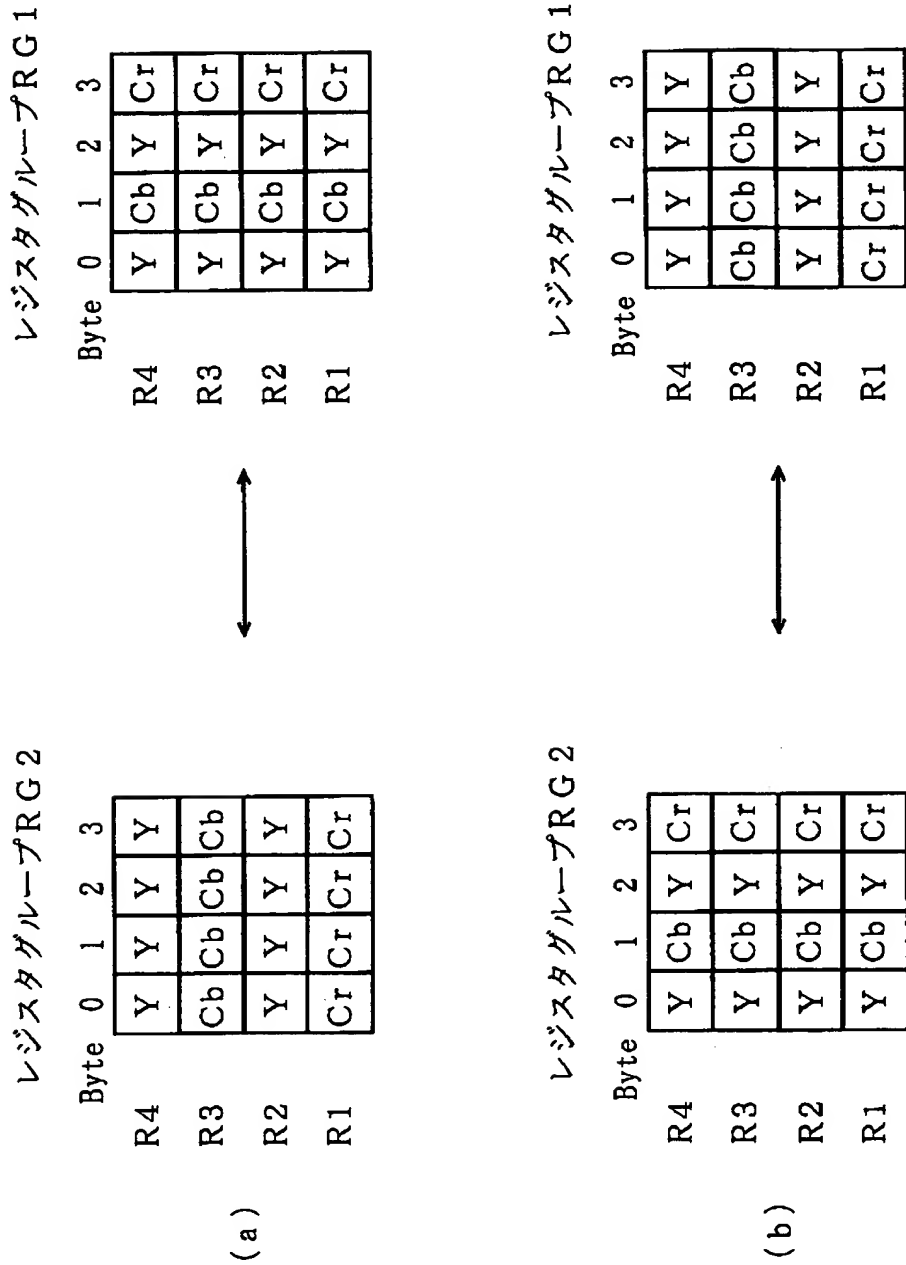 レジスタグループＲＧ２
レジスタグループＲＧ１
Byte 0 1 2 3
Byte 0 1 2 3
R4 Y Y Y Y
R4 Y Cb Y Cr
R3 Cb Cb Cb Cb
R3 Y Cb Y Cr
(a)
R2 Y Y Y Y
R2 Y Cb Y Cr
R1 Cr Cr Cr Cr
R1 Y Cb Y Cr
レジスタグループＲＧ２
レジスタグループＲＧ１
Byte 0 1 2 3
Byte 0 1 2 3
R4 Y Cb Y Cr
R4 Y Y Y Y
R3 Y Cb Y Cr
R3 Cb Cb Cb Cb
(b)
R2 Y Cb Y Cr
R2 Y Y Y Y
R1 Y Cb Y Cr
R1 Cr Cr Cr Cr